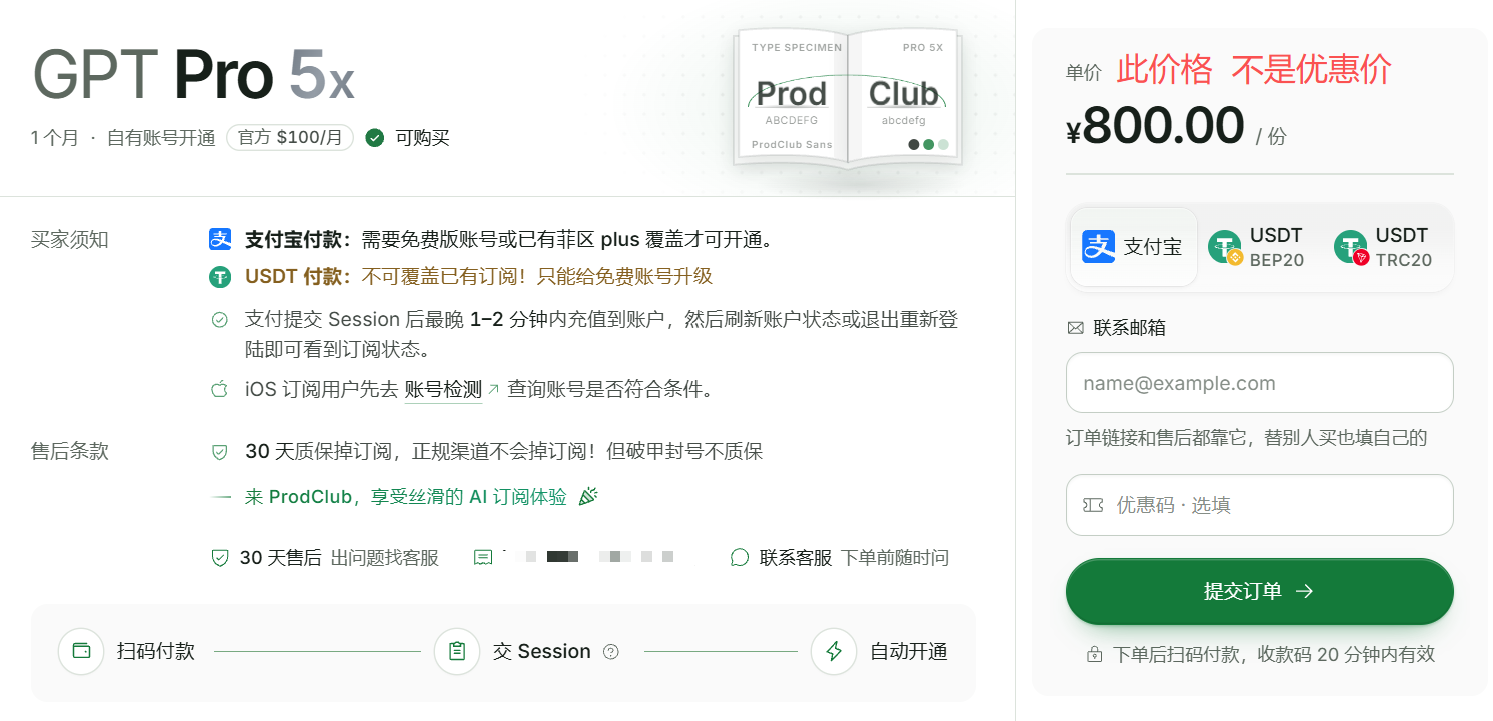 GPT Pro 5x
1 个月 · 自有账号开通 官方 $100/月 可购买
TYPE SPECIMEN PRO 5X
Prod Club
ABCDEFG abcdefg
ProdClub Sans
买家须知
支付宝付款：需要免费版账号或已有菲区 plus 覆盖才可开通。
USDT 付款：不可覆盖已有订阅！只能给免费账号升级
支付提交 Session 后最晚 1–2 分钟内充值到账户，然后刷新账户状态或退出重新登
陆即可看到订阅状态。
iOS 订阅用户先去 账号检测 ↗ 查询账号是否符合条件。
售后条款
30 天质保掉订阅，正规渠道不会掉订阅！但破甲封号不质保
来 ProdClub，享受丝滑的 AI 订阅体验
30 天售后 出问题找客服
联系客服 下单前随时问
扫码付款 交 Session 自动开通
单价 此价格 不是优惠价
¥800.00 / 份
支 支付宝
USDT BEP20
USDT TRC20
联系邮箱
name@example.com
订单链接和售后都靠它，替别人买也填自己的
优惠码 · 选填
提交订单 →
下单后扫码付款，收款码 20 分钟内有效